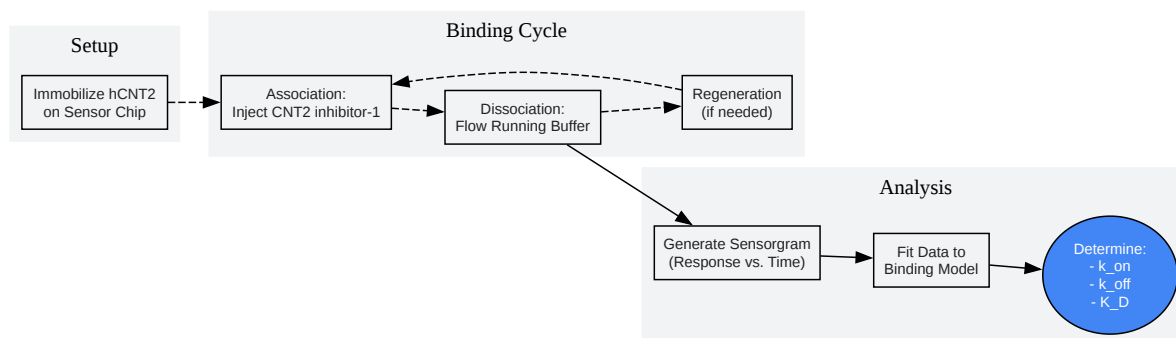 Setup
Immobilize hCNT2
on Sensor Chip
Binding Cycle
Association:
Inject CNT2 inhibitor-1
Dissociation:
Flow Running Buffer
Regeneration
(if needed)
Analysis
Generate Sensorgram
(Response vs. Time)
Fit Data to
Binding Model
Determine:
- k_on
- k_off
- K_D